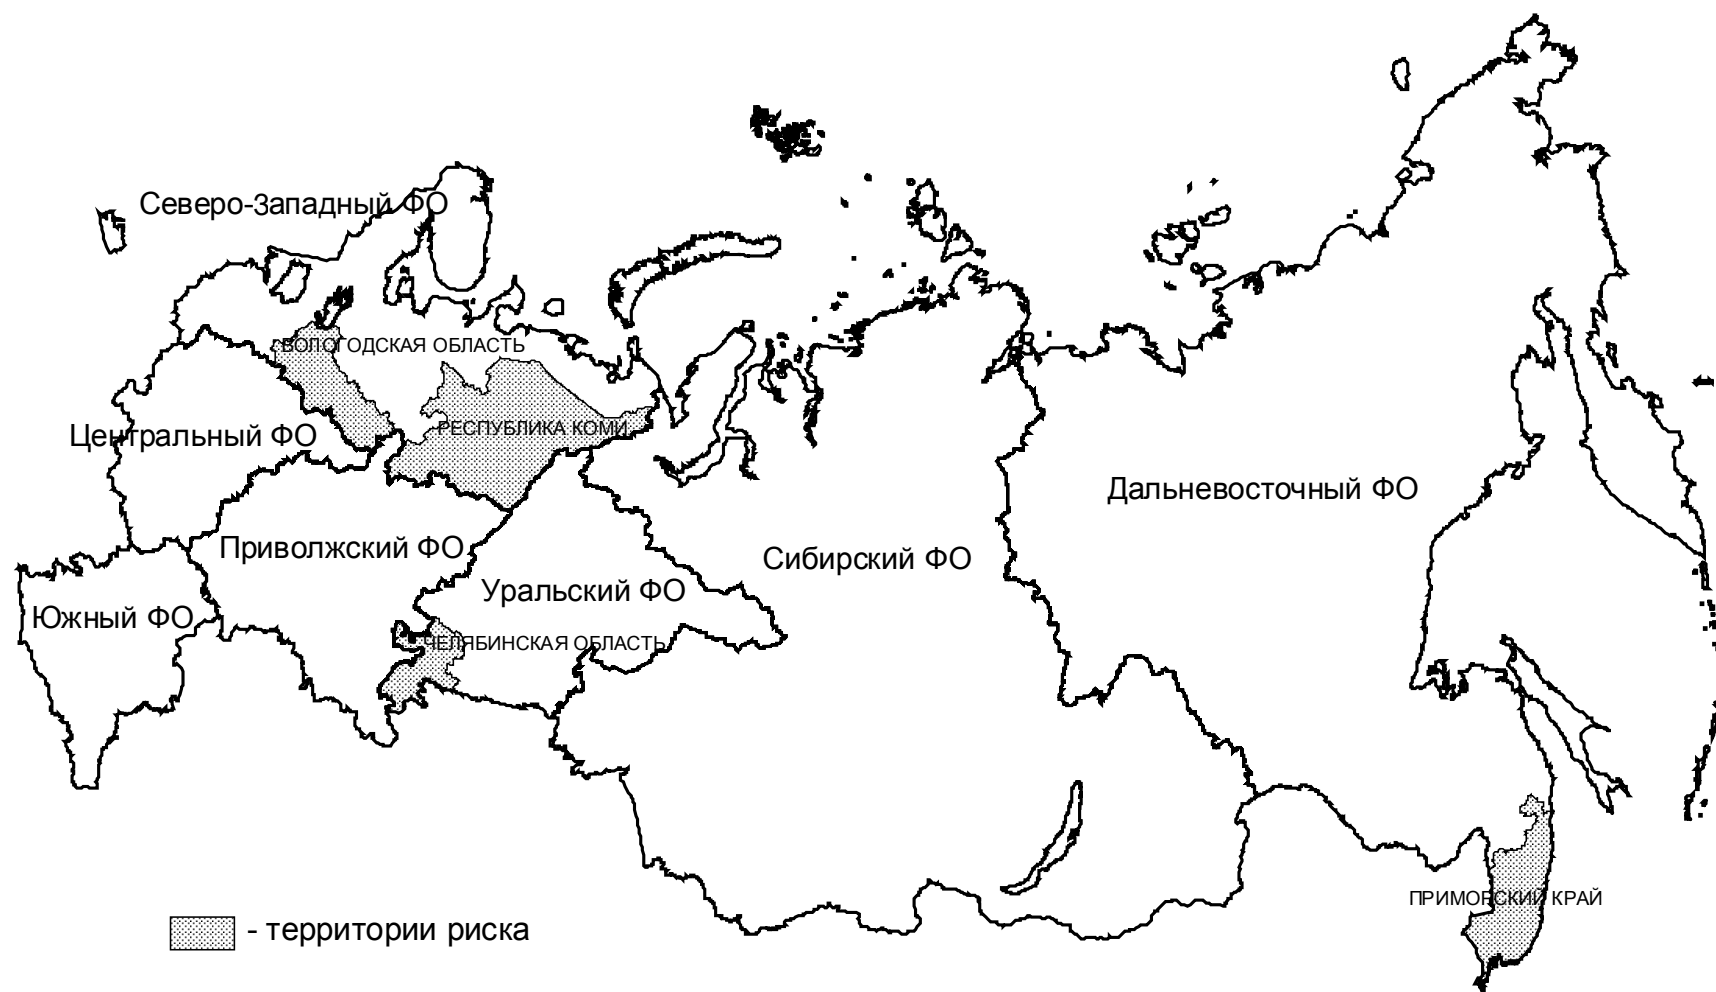 Северо-Западный ФО
ВОЛОГОДСКАЯ ОБЛАСТЬ
РЕСПУБЛИКА КОМИ
Центральный ФО
Дальневосточный ФО
Приволжский ФО
Сибирский ФО
Уральский ФО
Южный ФО
ЧЕЛЯБИНСКАЯ ОБЛАСТЬ
ПРИМОРСКИЙ КРАЙ
- территории риска